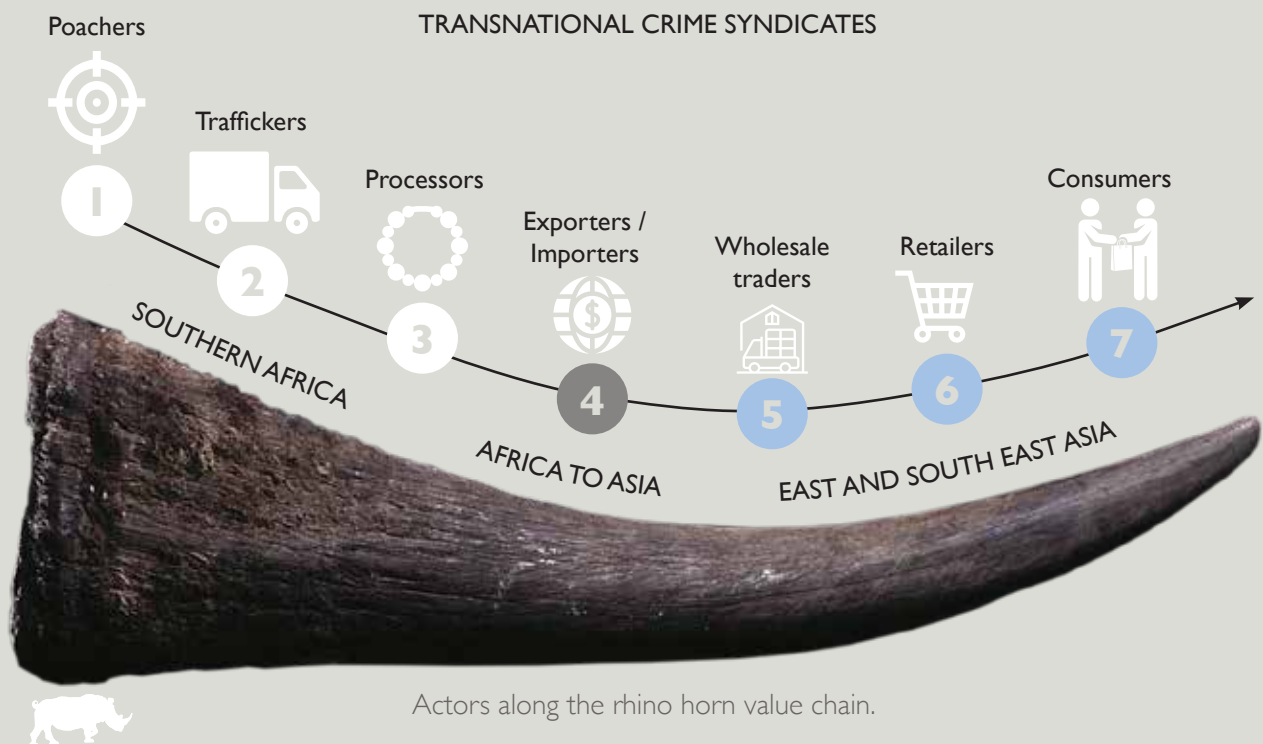 TRANSNATIONAL CRIME SYNDICATES
Poachers
1
Traffickers
2
Processors
3
Exporters /
Importers
$
4
Wholesale
traders
5
Retailers
6
Consumers
7
SOUTHERN AFRICA
AFRICA TO ASIA
EAST AND SOUTH EAST ASIA
Actors along the rhino horn value chain.